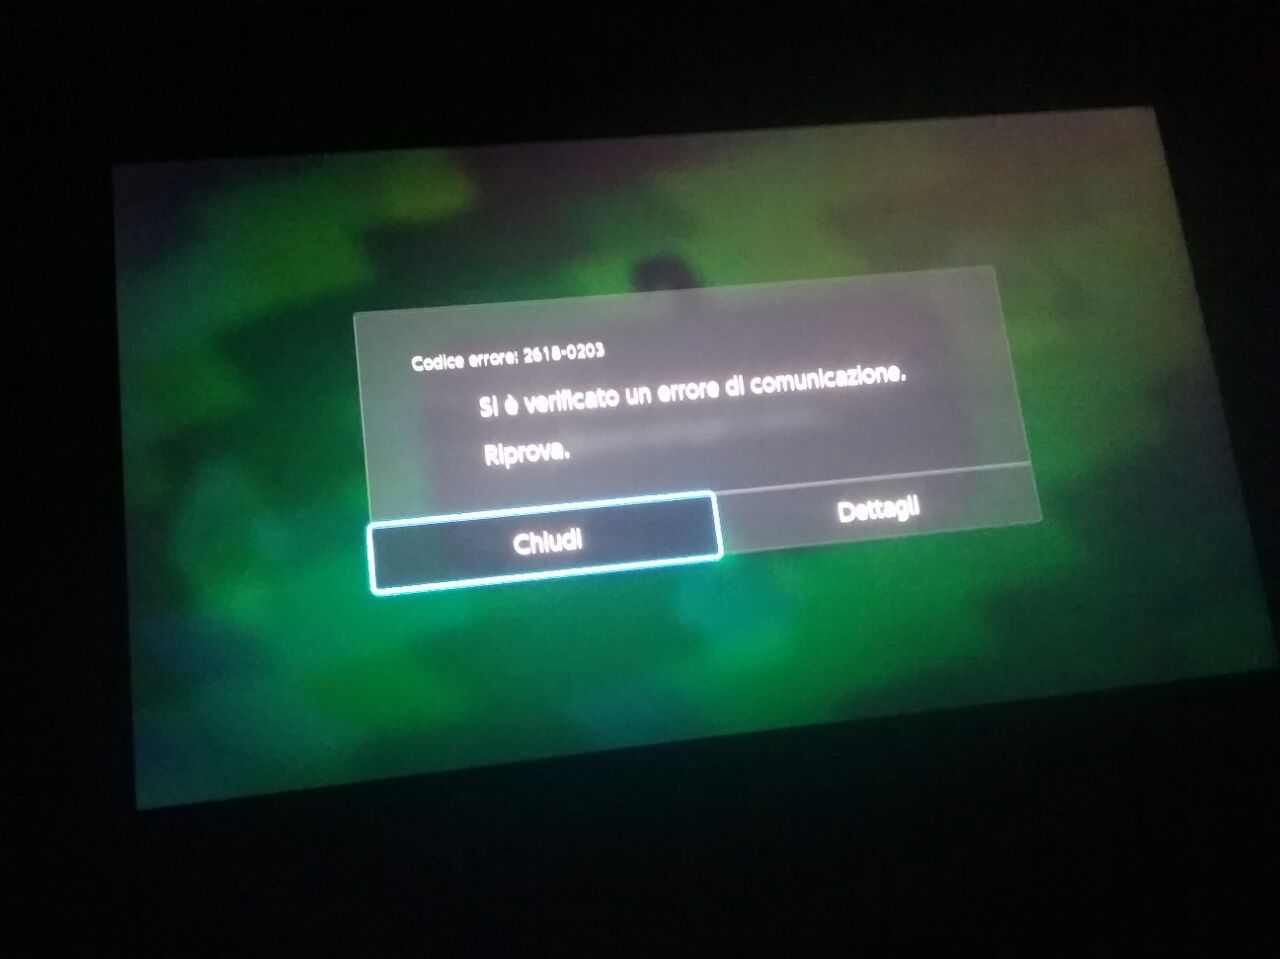 Codice errore: 2618-0203
Si è verificato un errore di comunicazione.
Riprova.
Chiudi
Dettagli